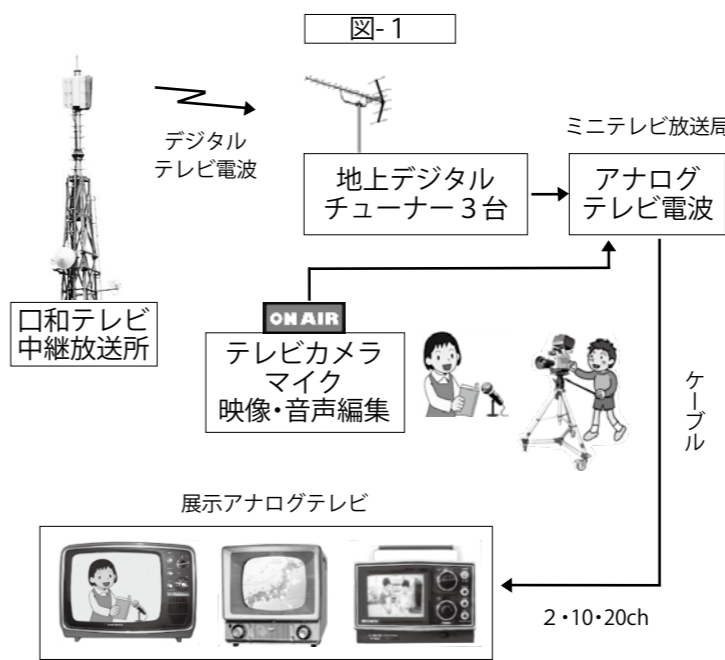 図-1
デジタル
テレビ電波
口和テレビ
中継放送所
地上デジタル
チューナー3台
ミニテレビ放送局
アナログ
テレビ電波
ON AIR
テレビカメラ
マイク
映像・音声編集
ケーブル
展示アナログテレビ
2・10・20ch